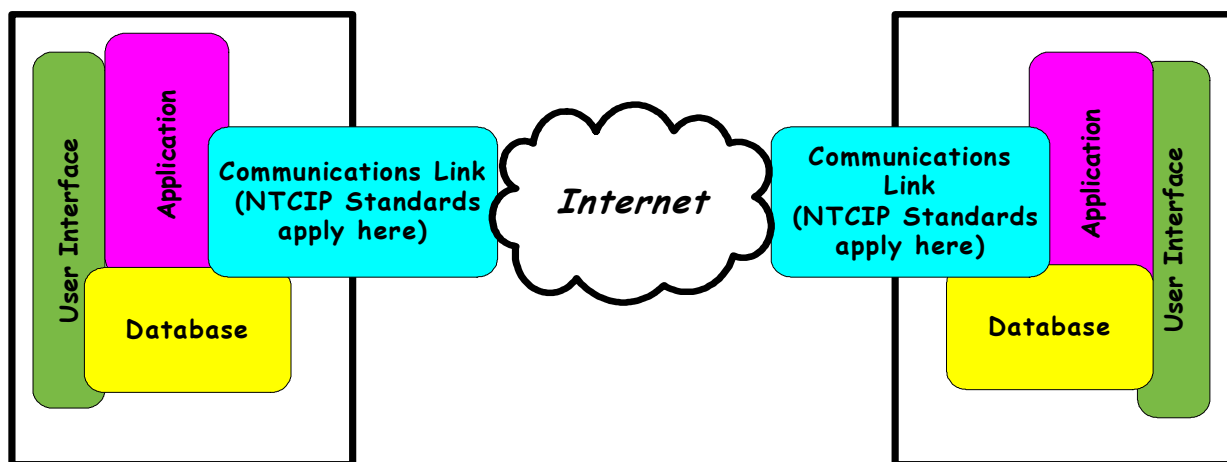 User Interface
Application
Communications Link
(NTCIP Standards
apply here)
Database
Internet
Communications
Link
(NTCIP Standards
apply here)
Application
User Interface
Database